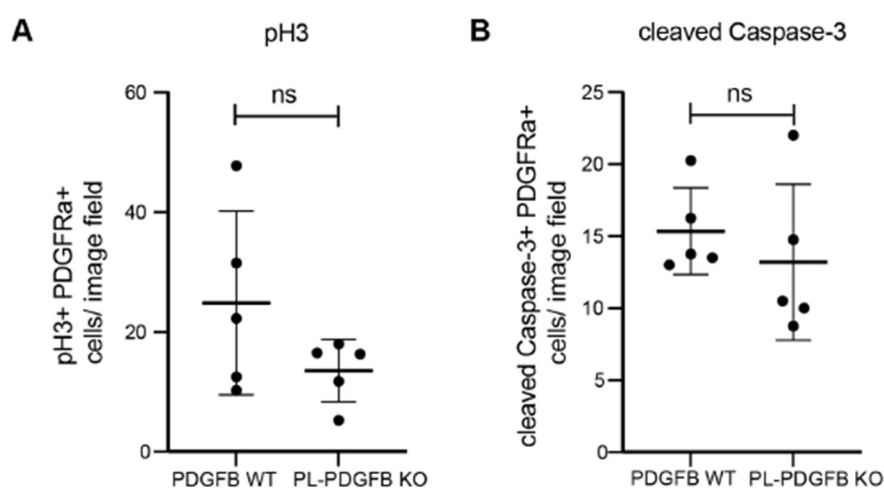 A
pH3
60
40
20
0
pH3+ PDGFRa+
cells/ image field
ns
PDGFB WT
PL-PDGFB KO
B
cleaved Caspase-3
25
20
15
10
5
0
cleaved Caspase-3+ PDGFRa+
cells/ image field
ns
PDGFB WT
PL-PDGFB KO